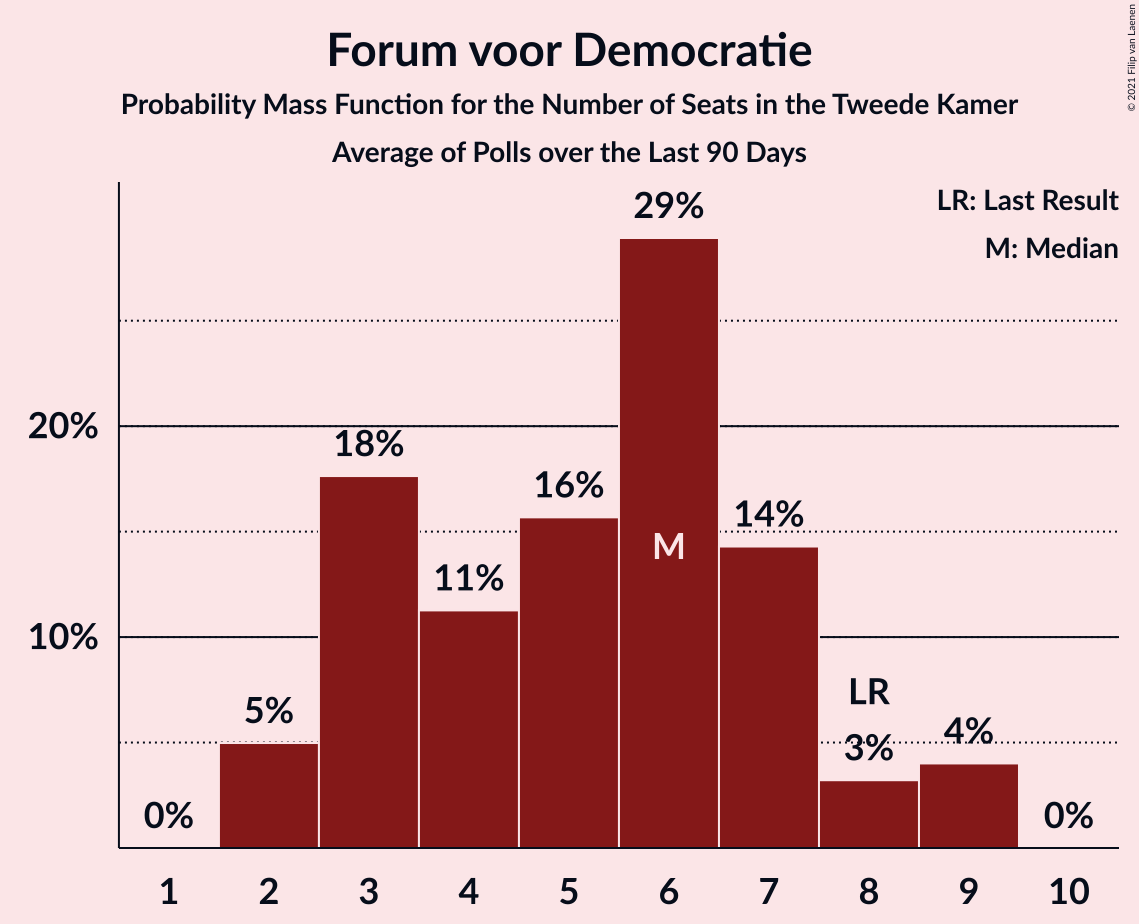 Forum voor Democratie
Probability Mass Function for the Number of Seats in the Tweede Kamer
Average of Polls over the Last 90 Days
© 2021 Filip van Laenen
LR: Last Result
M: Median
29%
20%
18%
16%
14%
M
11%
10%
LR
5%
3%
4%
0%
0%
1 2 3 4 5 6 7 8 9 10